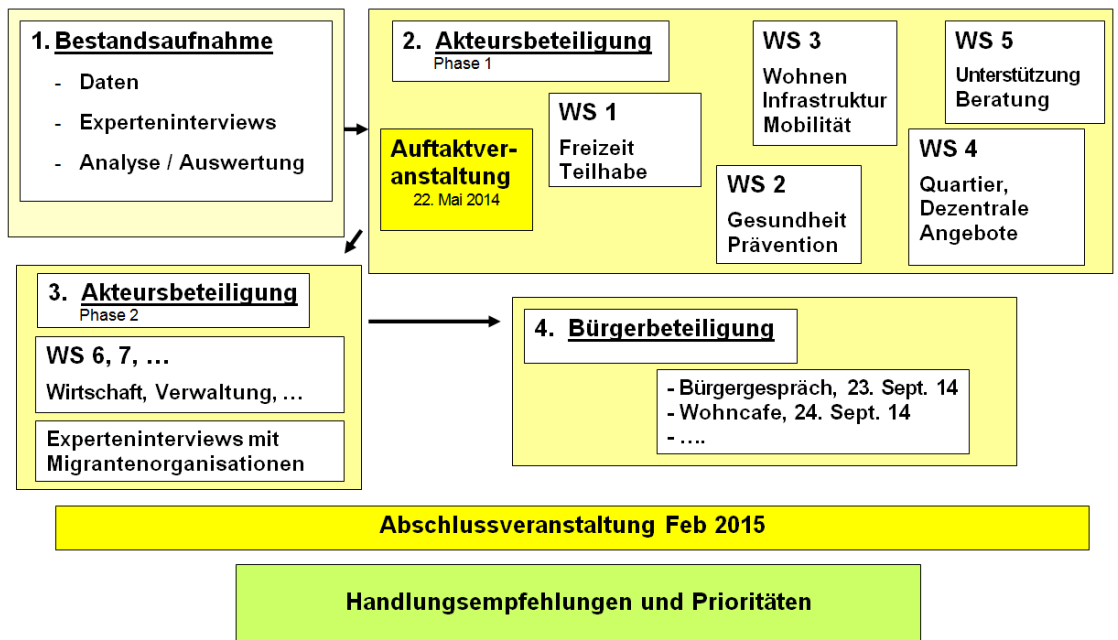 1. Bestandsaufnahme
- Daten
- Experteninterviews
- Analyse / Auswertung
2. Akteursbeteiligung
Phase 1
Auftaktver-
anstaltung
22. Mai 2014
WS 1
Freizeit
Teilhabe
WS 3
Wohnen
Infrastruktur
Mobilität
WS 2
Gesundheit
Prävention
WS 5
Unterstützung
Beratung
WS 4
Quartier,
Dezentrale
Angebote
3. Akteursbeteiligung
Phase 2
WS 6, 7, …
Wirtschaft, Verwaltung, …
Experteninterviews mit
Migrantenorganisationen
4. Bürgerbeteiligung
- Bürgergespräch, 23. Sept. 14
- Wohncafe, 24. Sept. 14
- ….
Abschlussveranstaltung Feb 2015
Handlungsempfehlungen und Prioritäten